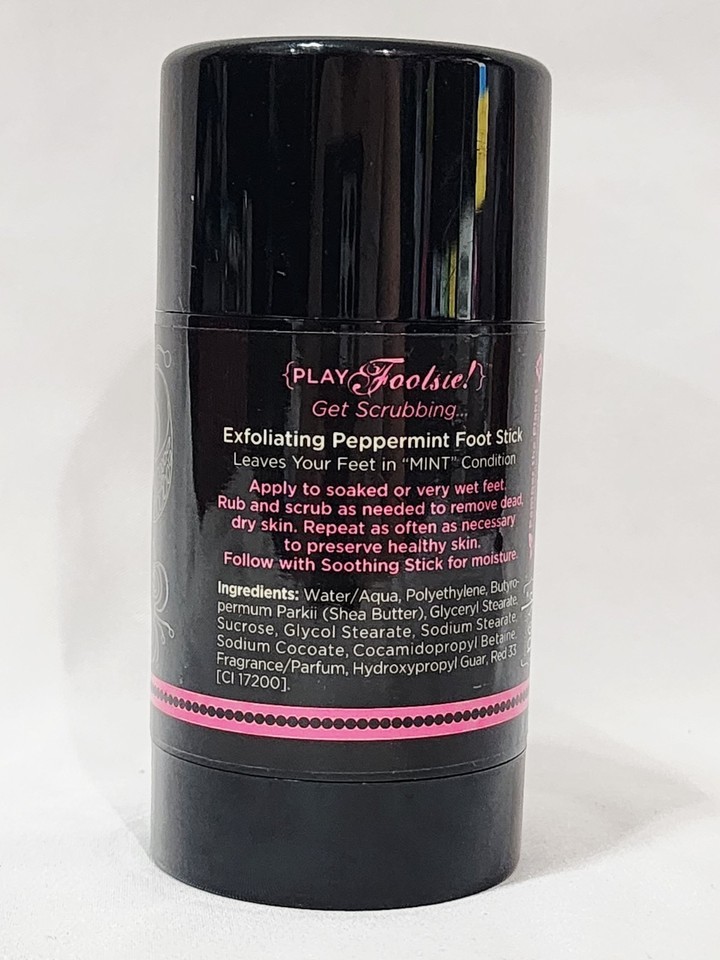 {PLAY Footsie!}
Get Scrubbing...
Exfoliating Peppermint Foot Stick
Leaves Your Feet in “MINT” Condition
Apply to soaked or very wet feet.
Rub and scrub as needed to remove dead,
dry skin. Repeat as often as necessary
to preserve healthy skin.
Follow with Soothing Stick for moisture.
Ingredients: Water/Aqua, Polyethylene, Butyro-
permum Parkii (Shea Butter), Glyceryl Stearate,
Sucrose, Glycol Stearate, Sodium Stearate,
Sodium Cocoate, Cocamidopropyl Betaine,
Fragrance/Parfum, Hydroxypropyl Guar, Red 33
[CI 17200].